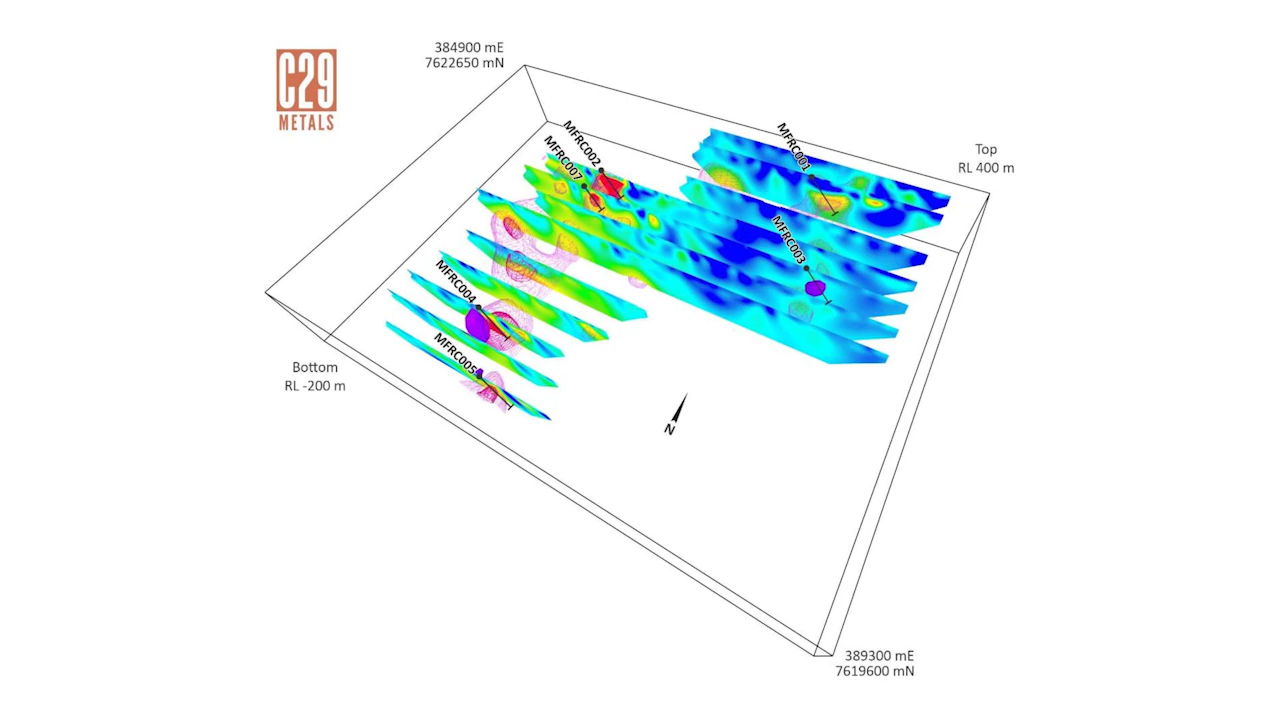 C29
METALS
384900 mE
7622650 mN
Top
RL 400 m
MFRC001
MFRC002
MFRC007
MFRC003
MFRC004
MFRC005
Bottom
RL -200 m
N
389300 mE
7619600 mN